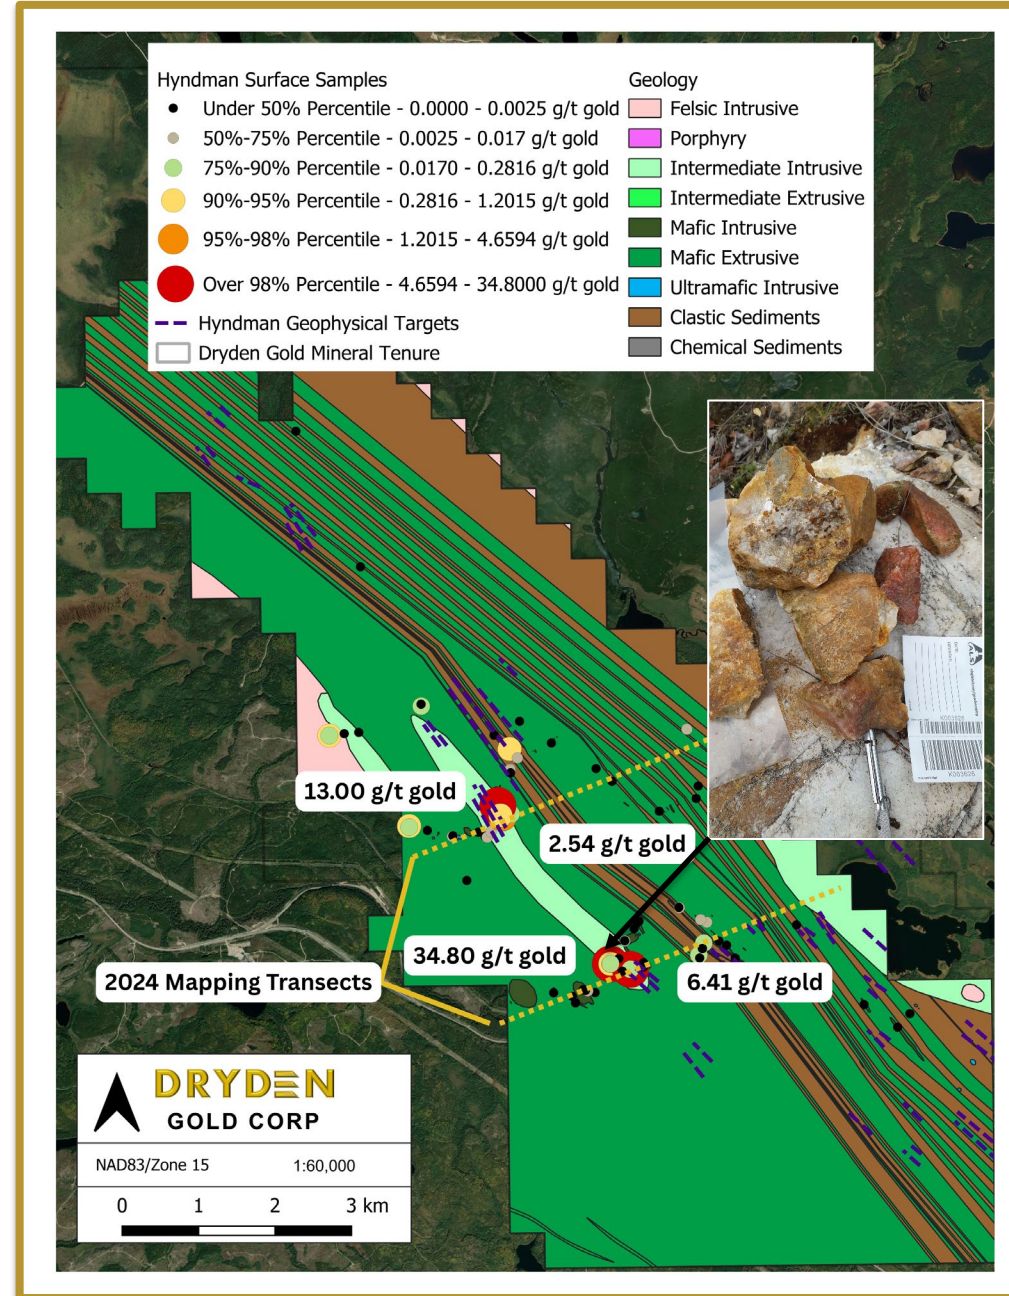 Hyndman Surface Samples
Under 50% Percentile - 0.0000 - 0.0025 g/t gold
50%-75% Percentile - 0.0025 - 0.017 g/t gold
75%-90% Percentile - 0.0170 - 0.2816 g/t gold
90%-95% Percentile - 0.2816 - 1.2015 g/t gold
95%-98% Percentile - 1.2015 - 4.6594 g/t gold
Over 98% Percentile - 4.6594 - 34.8000 g/t gold
Hyndman Geophysical Targets
Dryden Gold Mineral Tenure
Geology
Felsic Intrusive
Porphyry
Intermediate Intrusive
Intermediate Extrusive
Mafic Intrusive
Mafic Extrusive
Ultramafic Intrusive
Clastic Sediments
Chemical Sediments
ALS
K003626
K003626
13.00 g/t gold
2.54 g/t gold
34.80 g/t gold
6.41 g/t gold
2024 Mapping Transects
DRYDEN
GOLD CORP
NAD83/Zone 15 1:60,000
0 1 2 3 km